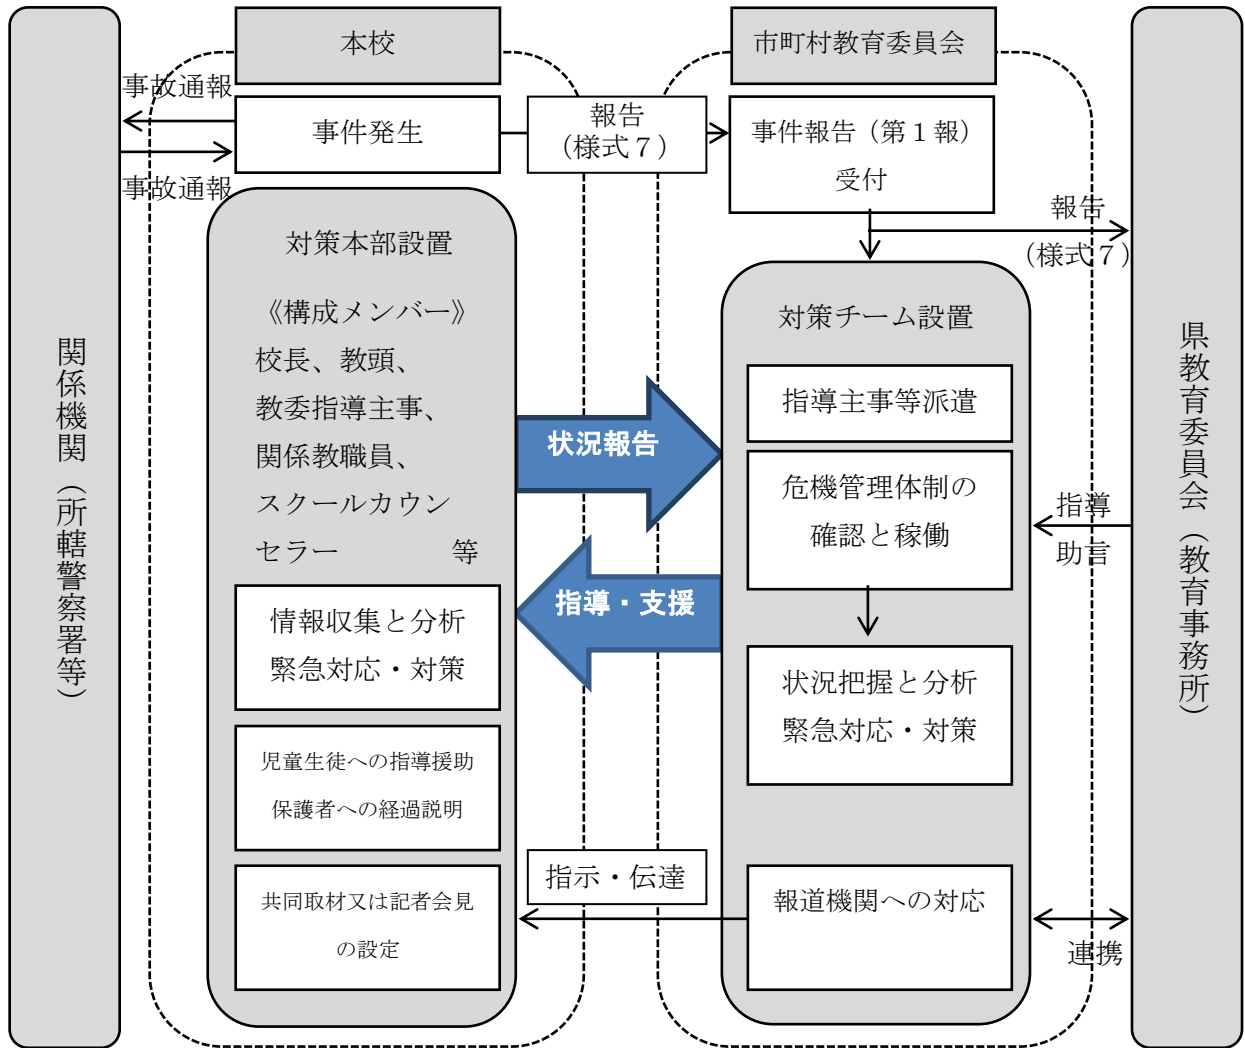 本校
市町村教育委員会
事故通報
事件発生
報告
（様式７）
事件報告（第１報）
受付
事故通報
報告
（様式７）
対策本部設置
《構成メンバー》
校長、教頭、
教委指導主事、
関係教職員、
スクールカウン
セラー　　　　等
対策チーム設置
指導主事等派遣
状況報告
危機管理体制の
確認と稼働
指導
助言
関係機関（所轄警察署等）
県教育委員会（教育事務所）
指導・支援
情報収集と分析
緊急対応・対策
状況把握と分析
緊急対応・対策
児童生徒への指導援助
保護者への経過説明
指示・伝達
共同取材又は記者会見
の設定
報道機関への対応
連携